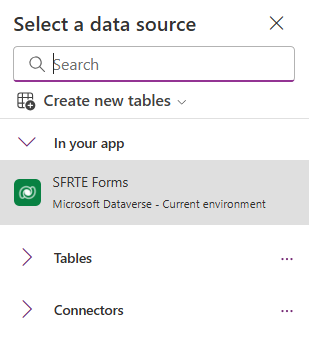 Select a data source
Search
Create new tables
In your app
SFRTE Forms
Microsoft Dataverse - Current environment
Tables
Connectors